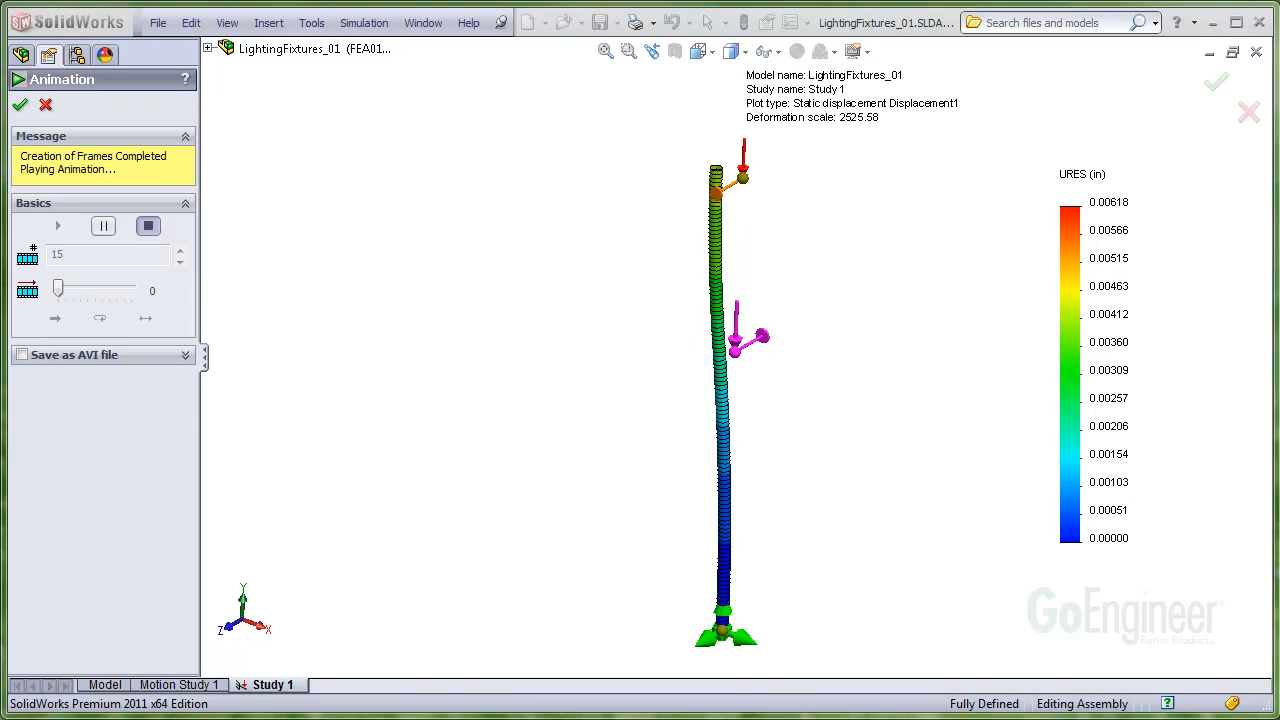 SolidWorks File Edit View Insert Tools Simulation Window Help LightingFixtures_01.SLDA... Search files and models ?
LightingFixtures_01 (FEA01...
Animation ?
Message
Creation of Frames Completed
Playing Animation...
Basics
15
0
Save as AVI file
Model name: LightingFixtures_01
Study name: Study 1
Plot type: Static displacement Displacement1
Deformation scale: 2525.58
URES (in)
0.00618
0.00566
0.00515
0.00463
0.00412
0.00360
0.00309
0.00257
0.00206
0.00154
0.00103
0.00051
0.00000
Y
Z
X
GoEngineer
Model Motion Study 1 Study 1
SolidWorks Premium 2011 x64 Edition Fully Defined Editing Assembly ?